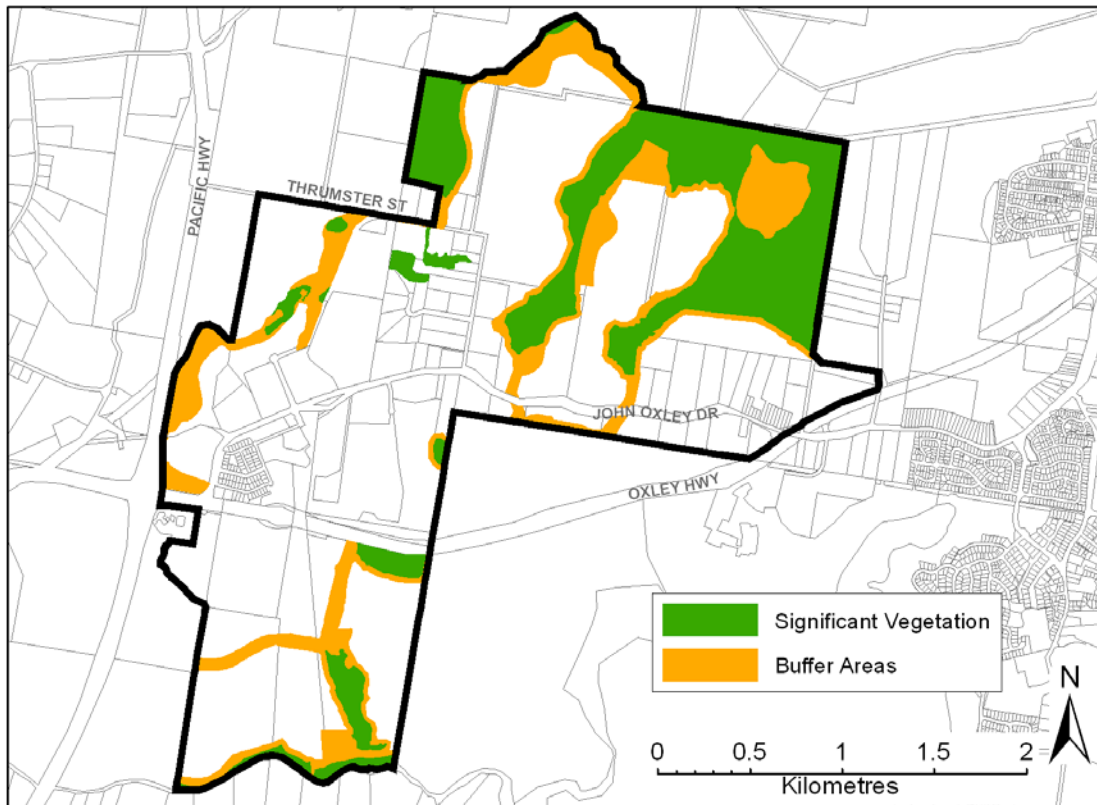 THRUMSTER ST
PACIFIC HWY
JOHN OXLEY DR
OXLEY HWY
Significant Vegetation
Buffer Areas
N
0 0.5 1 1.5 2
Kilometres